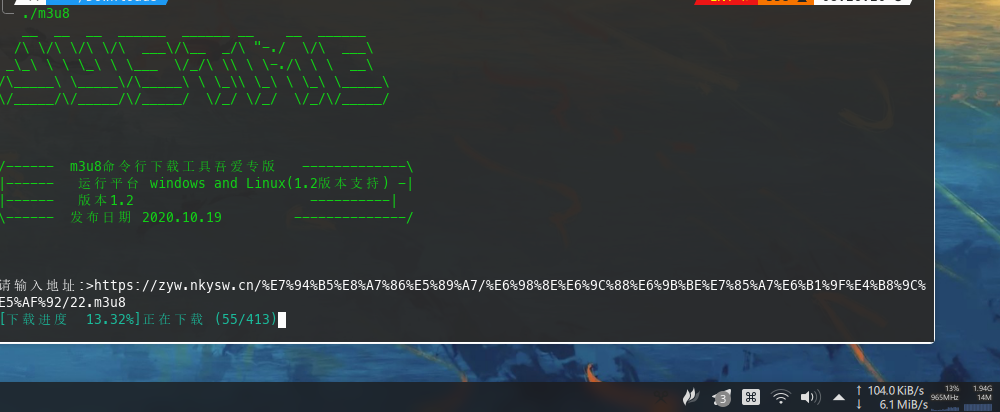 ./m3u8
m3u8命令行下载工具吾爱专版
运行平台 windows and Linux(1.2版本支持)
版本1.2
发布日期 2020.10.19
请输入地址:>https://zyw.nkysw.cn/%E7%94%B5%E8%A7%86%E5%89%A7/%E6%98%8E%E6%9C%88%E6%9B%BE%E7%85%A7%E6%B1%9F%E4%B8%9C%
E5%AF%92/22.m3u8
[下载进度 13.32%]正在下载 (55/413)
3 ⌘ ↑ 104.0 KiB/s 13% 1.94G
↓ 6.1 MiB/s 965MHz 14M